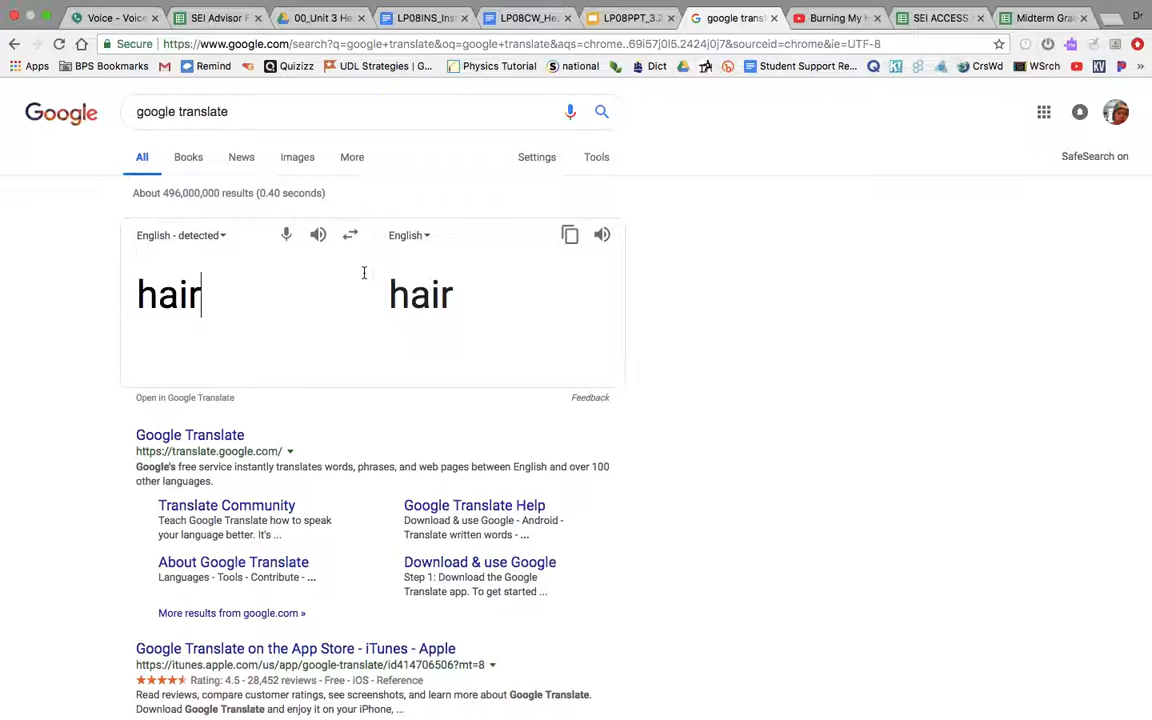 Voice - Voice
SEI Advisor F
00_Unit 3 He
LP08INS_Inst
LP08CW_Hea
LP08PPT_3.2
google transl
Burning My H
SEI ACCESS
Midterm Grad
Dr
Secure | https://www.google.com/search?q=google+translate&oq=google+translate&aqs=chrome..69i57j0l5.2424j0j7&sourceid=chrome&ie=UTF-8
Apps BPS Bookmarks Remind Quizizz UDL Strategies | G... Physics Tutorial national Dict Student Support Re... CrsWd WSrch »
Google google translate
All Books News Images More Settings Tools SafeSearch on
About 496,000,000 results (0.40 seconds)
English - detected English
hair hair
Open in Google Translate Feedback
Google Translate
https://translate.google.com/
Google's free service instantly translates words, phrases, and web pages between English and over 100
other languages.
Translate Community
Teach Google Translate how to speak
your language better. It's ...
Google Translate Help
Download & use Google - Android -
Translate written words - ...
About Google Translate
Languages - Tools - Contribute - ...
Download & use Google
Step 1: Download the Google
Translate app. To get started ...
More results from google.com »
Google Translate on the App Store - iTunes - Apple
https://itunes.apple.com/us/app/google-translate/id414706506?mt=8
Rating: 4.5 - 28,452 reviews - Free - iOS - Reference
Read reviews, compare customer ratings, see screenshots, and learn more about Google Translate.
Download Google Translate and enjoy it on your iPhone, ...